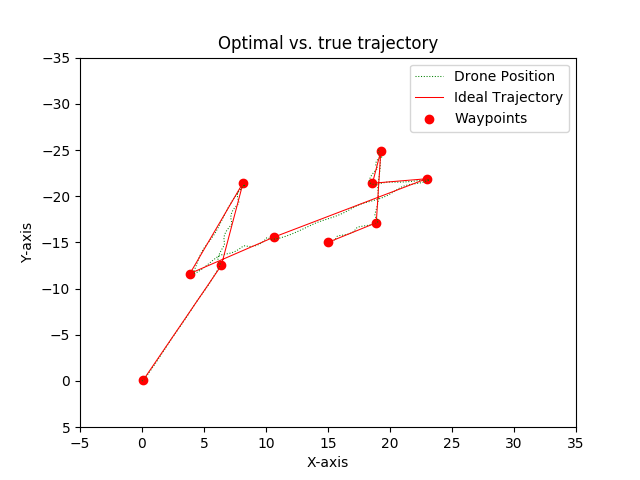 Optimal vs. true trajectory
Drone Position
Ideal Trajectory
Waypoints
−35
−30
−25
−20
−15
−10
−5
0
5
Y-axis
−5 0 5 10 15 20 25 30 35
X-axis